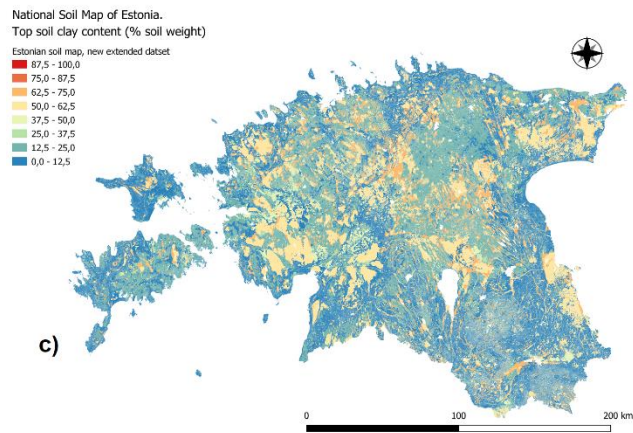 National Soil Map of Estonia.
Top soil clay content (% soil weight)
Estonian soil map, new extended datset
87,5 - 100,0
75,0 - 87,5
62,5 - 75,0
50,0 - 62,5
37,5 - 50,0
25,0 - 37,5
12,5 - 25,0
0,0 - 12,5
c)
0 100 200 km